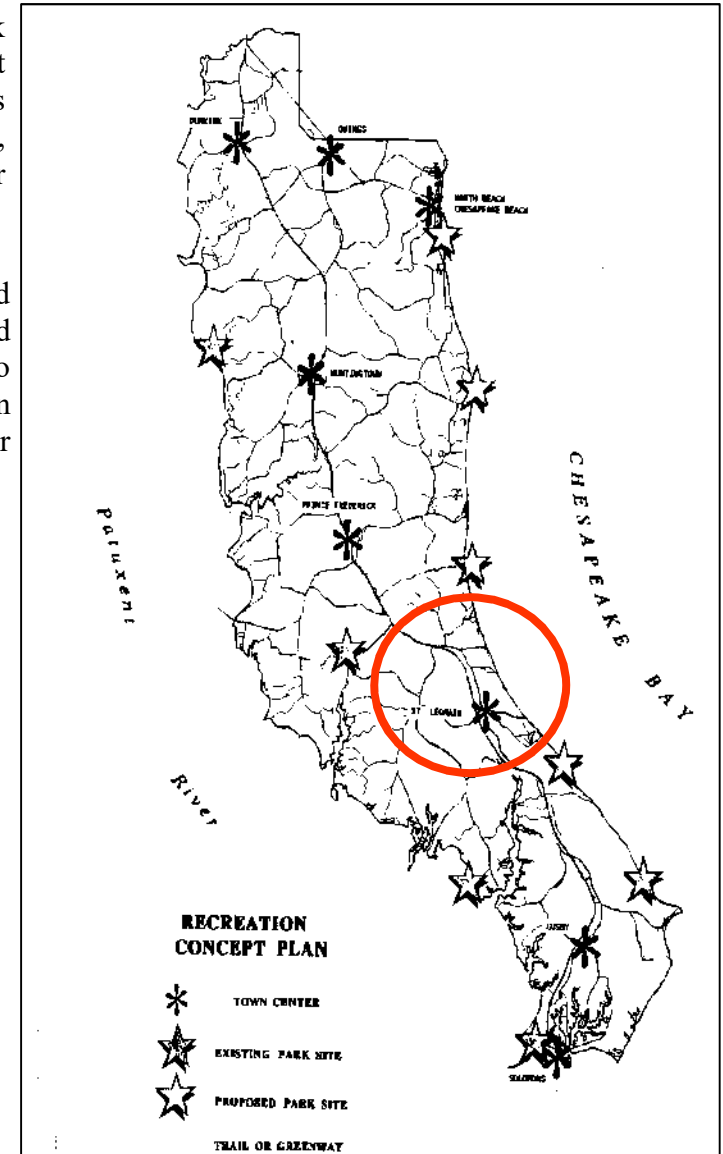 k
t
s
,
r
d
d
o
n
r
DUNKIRK
OWINGS
NORTH BEACH
CHESAPEAKE BEACH
HUNTINGTOWN
PRINCE FREDERICK
CHESAPEAKE BAY
Patuxent
ST LEONARD
River
LUSBY
SOLOMONS
RECREATION
CONCEPT PLAN
TOWN CENTER
EXISTING PARK SITE
PROPOSED PARK SITE
TRAIL OR GREENWAY